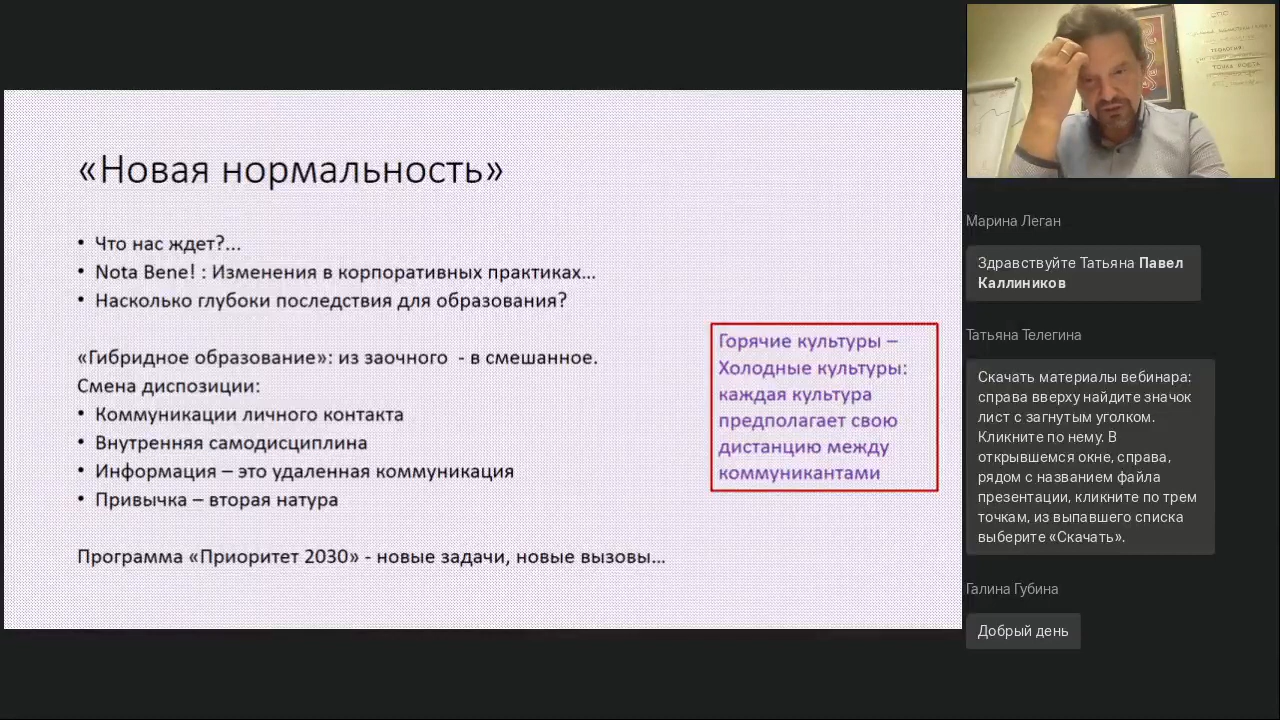 «Новая нормальность»
• Что нас ждет?...
• Nota Bene! : Изменения в корпоративных практиках...
• Насколько глубоки последствия для образования?
«Гибридное образование»: из заочного - в смешанное.
Смена диспозиции:
• Коммуникации личного контакта
• Внутренняя самодисциплина
• Информация – это удаленная коммуникация
• Привычка – вторая натура
Программа «Приоритет 2030» - новые задачи, новые вызовы...
Горячие культуры –
Холодные культуры:
каждая культура
предполагает свою
дистанцию между
коммуникантами
ТЕОЛОГИЯ
ТОЧКА РОСТА
Марина Леган
Здравствуйте Татьяна Павел
Каллиников
Татьяна Телегина
Скачать материалы вебинара:
справа вверху найдите значок
лист с загнутым уголком.
Кликните по нему. В
открывшемся окне, справа,
рядом с названием файла
презентации, кликните по трем
точкам, из выпавшего списка
выберите «Скачать».
Галина Губина
Добрый день